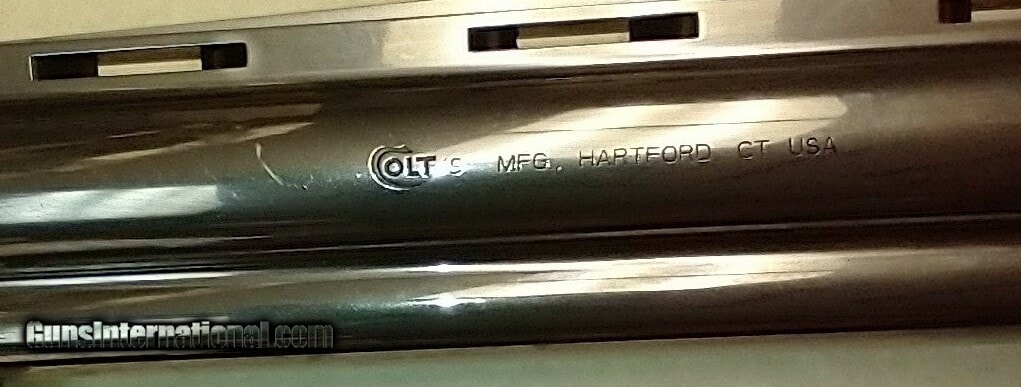 COLT'S MFG., HARTFORD CT USA
GunsInternational.com